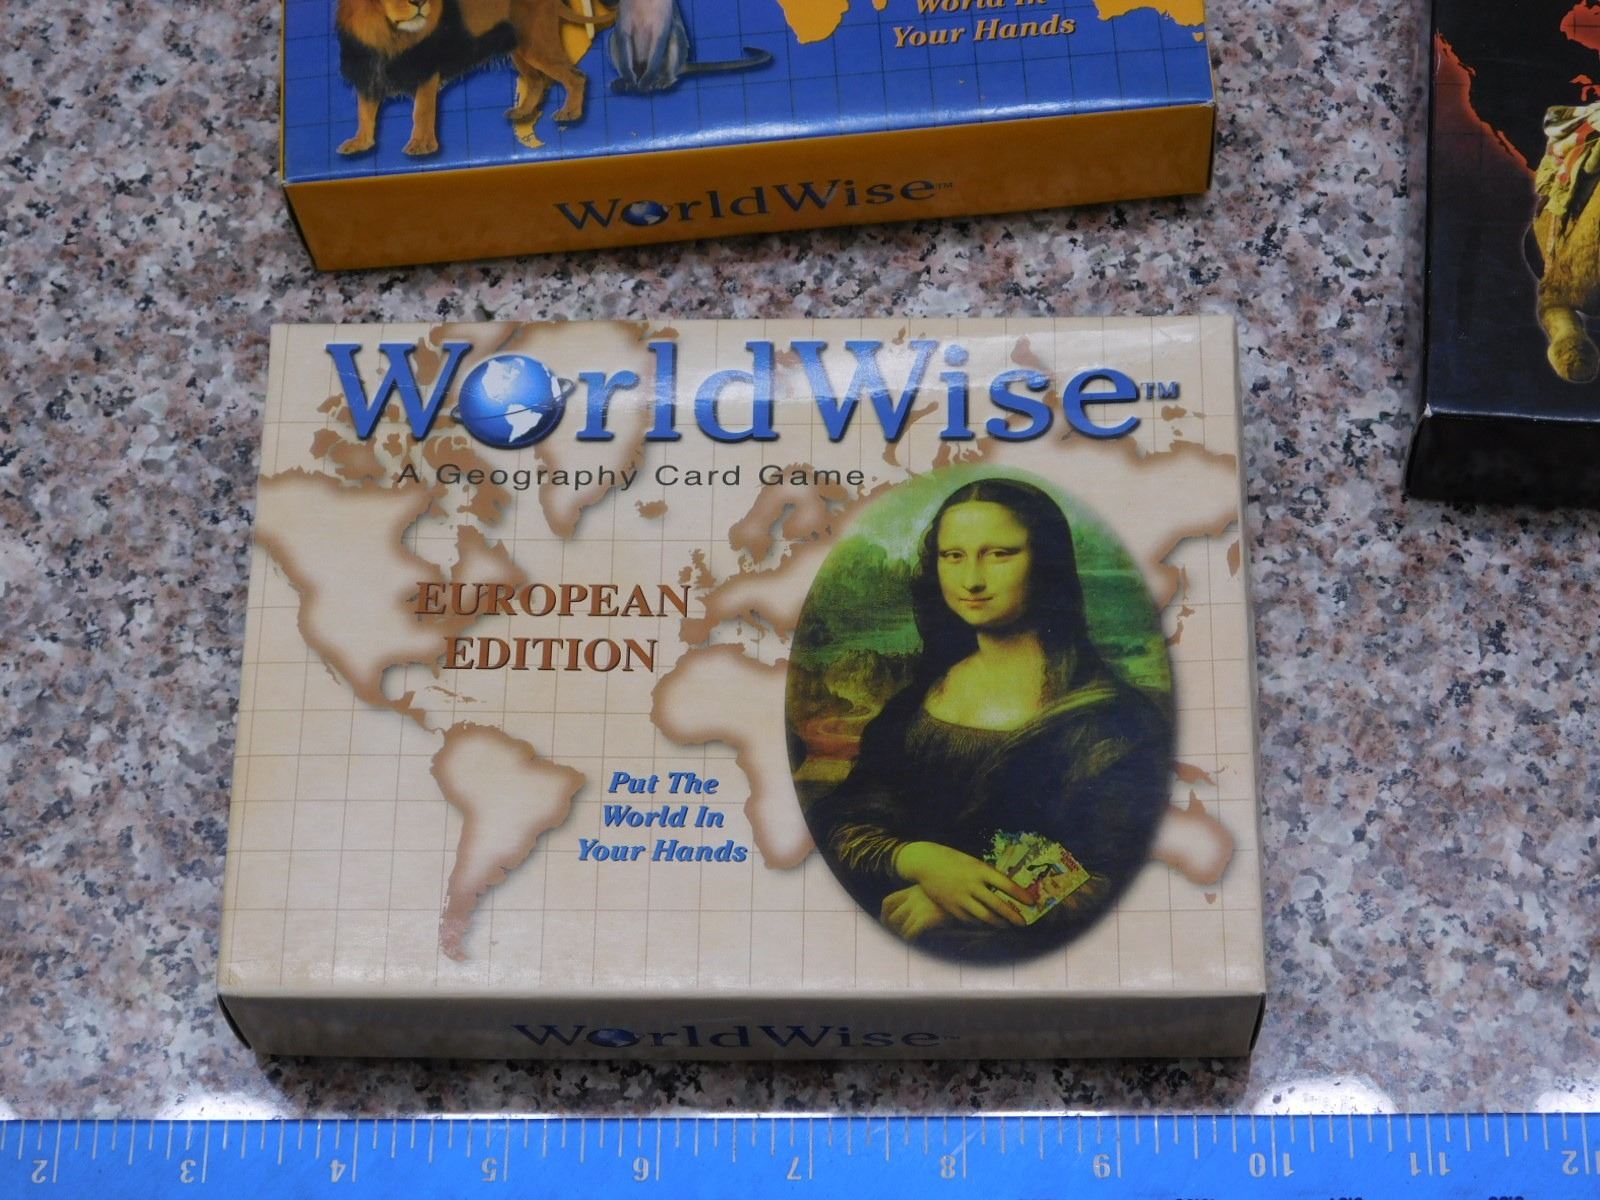 World In
Your Hands
WorldWise™
WorldWise™
A Geography Card Game
EUROPEAN
EDITION
Put The
World In
Your Hands
WorldWise™
2 3 4 5 6 7 8 9 10 11 12